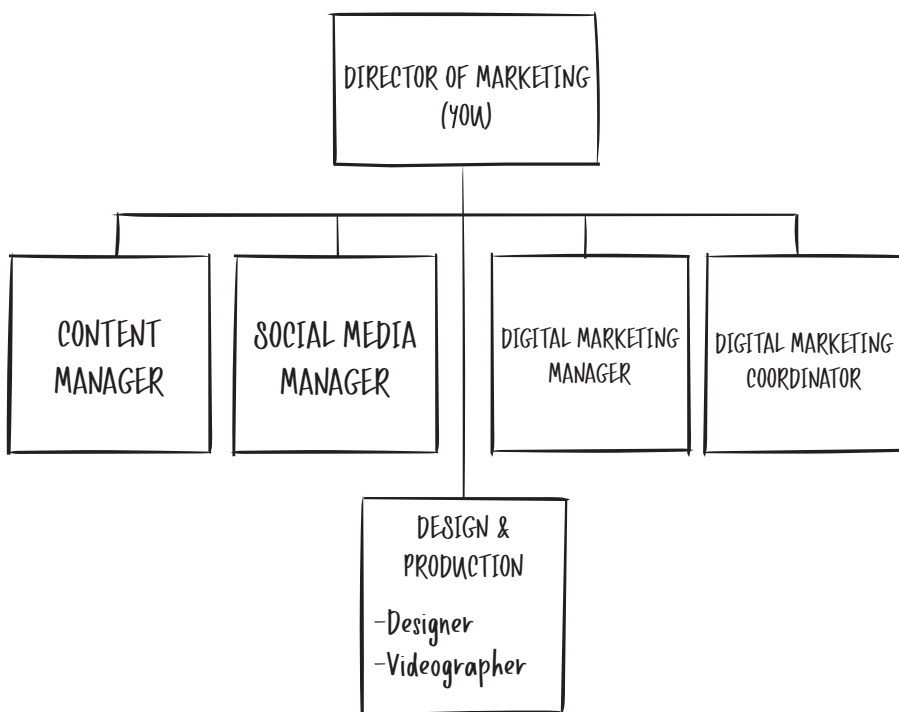 DIRECTOR OF MARKETING
(YOU)
CONTENT
MANAGER
SOCIAL MEDIA
MANAGER
DIGITAL MARKETING
MANAGER
DIGITAL MARKETING
COORDINATOR
DESIGN &
PRODUCTION
-Designer
-Videographer